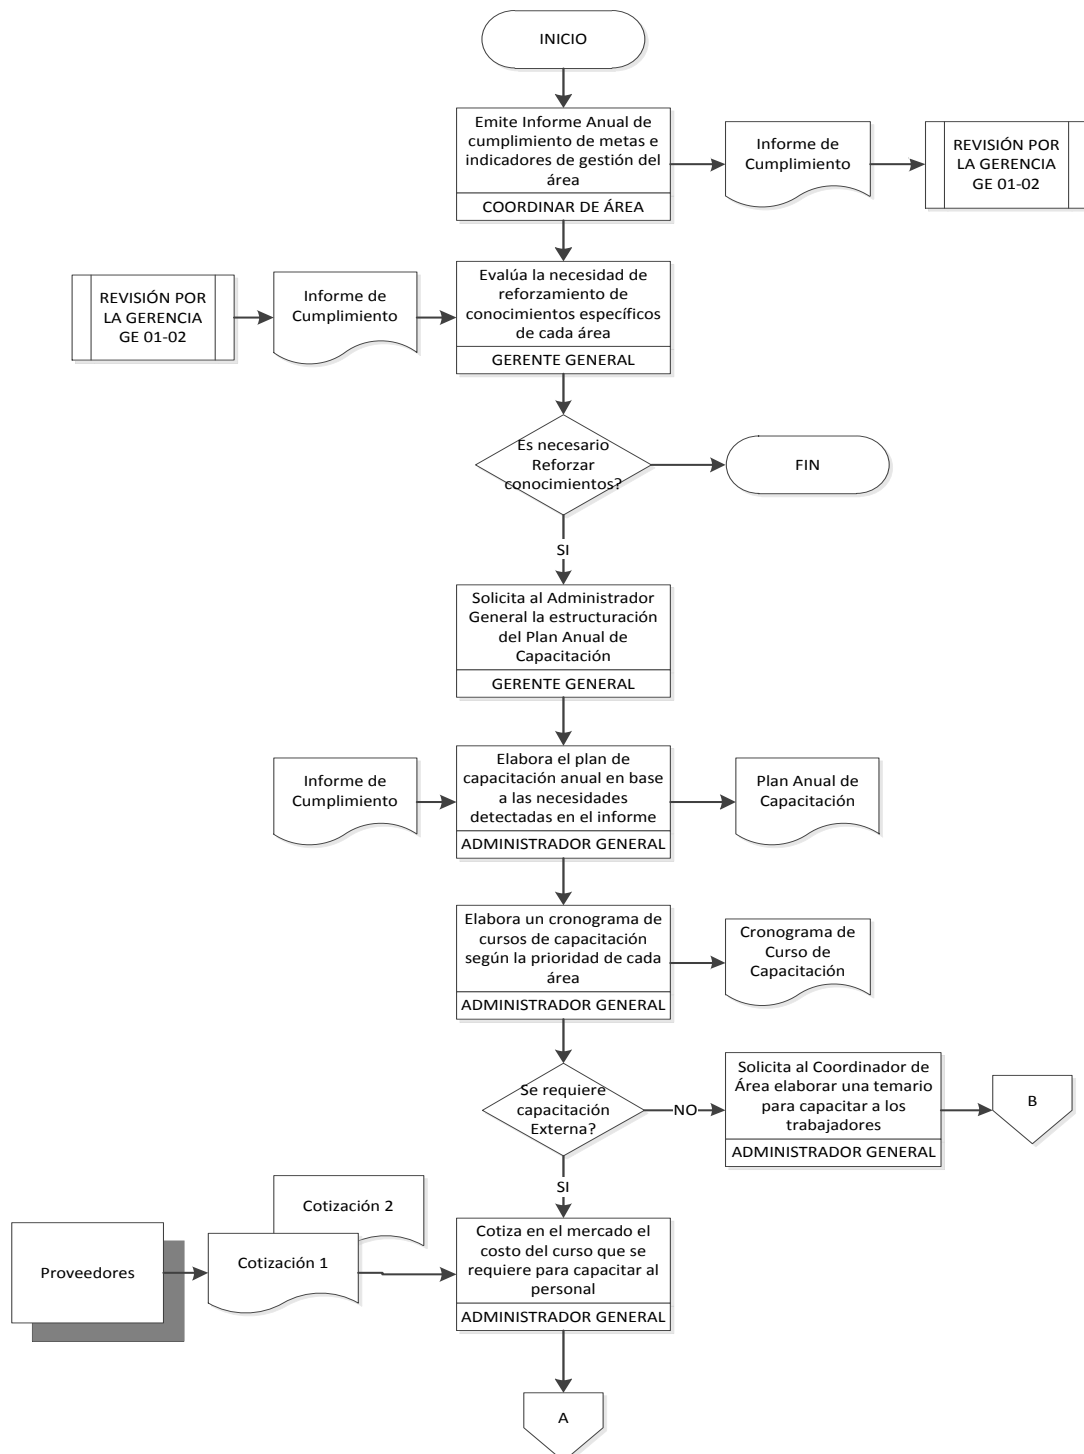 INICIO
Emite Informe Anual de
cumplimiento de metas e
indicadores de gestión del
área
COORDINAR DE ÁREA
Informe de
Cumplimiento
REVISIÓN POR
LA GERENCIA
GE 01-02
REVISIÓN POR
LA GERENCIA
GE 01-02
Informe de
Cumplimiento
Evalúa la necesidad de
reforzamiento de
conocimientos específicos
de cada área
GERENTE GENERAL
Es necesario
Reforzar
conocimientos?
FIN
SI
Solicita al Administrador
General la estructuración
del Plan Anual de
Capacitación
GERENTE GENERAL
Informe de
Cumplimiento
Elabora el plan de
capacitación anual en base
a las necesidades
detectadas en el informe
ADMINISTRADOR GENERAL
Plan Anual de
Capacitación
Elabora un cronograma de
cursos de capacitación
según la prioridad de cada
área
ADMINISTRADOR GENERAL
Cronograma de
Curso de
Capacitación
Se requiere
capacitación
Externa?
NO
Solicita al Coordinador de
Área elaborar una temario
para capacitar a los
trabajadores
ADMINISTRADOR GENERAL
B
SI
Proveedores
Cotización 2
Cotización 1
Cotiza en el mercado el
costo del curso que se
requiere para capacitar al
personal
ADMINISTRADOR GENERAL
A